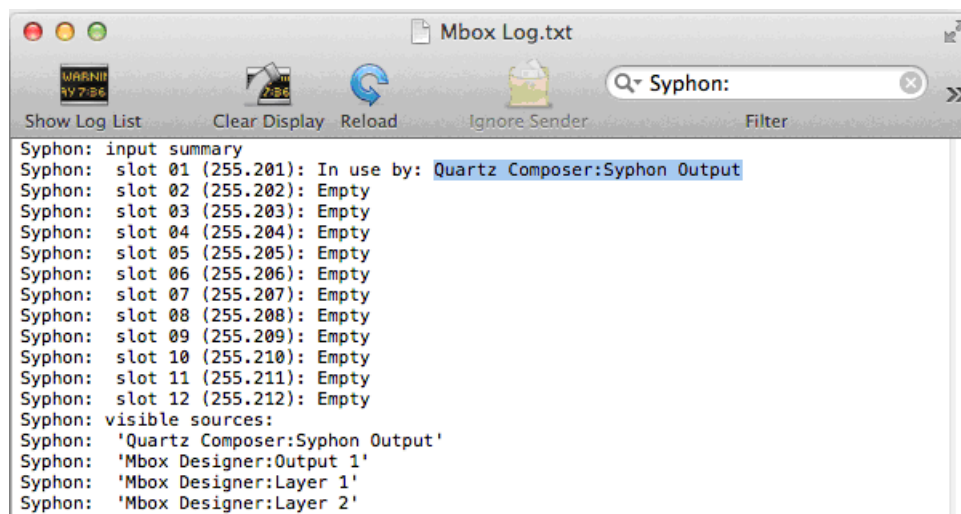 Mbox Log.txt
WARNIN
AY 7:86
7:86
Syphon:
Show Log List Clear Display Reload Ignore Sender Filter
Syphon: input summary
Syphon: slot 01 (255.201): In use by: Quartz Composer:Syphon Output
Syphon: slot 02 (255.202): Empty
Syphon: slot 03 (255.203): Empty
Syphon: slot 04 (255.204): Empty
Syphon: slot 05 (255.205): Empty
Syphon: slot 06 (255.206): Empty
Syphon: slot 07 (255.207): Empty
Syphon: slot 08 (255.208): Empty
Syphon: slot 09 (255.209): Empty
Syphon: slot 10 (255.210): Empty
Syphon: slot 11 (255.211): Empty
Syphon: slot 12 (255.212): Empty
Syphon: visible sources:
Syphon: 'Quartz Composer:Syphon Output'
Syphon: 'Mbox Designer:Output 1'
Syphon: 'Mbox Designer:Layer 1'
Syphon: 'Mbox Designer:Layer 2'